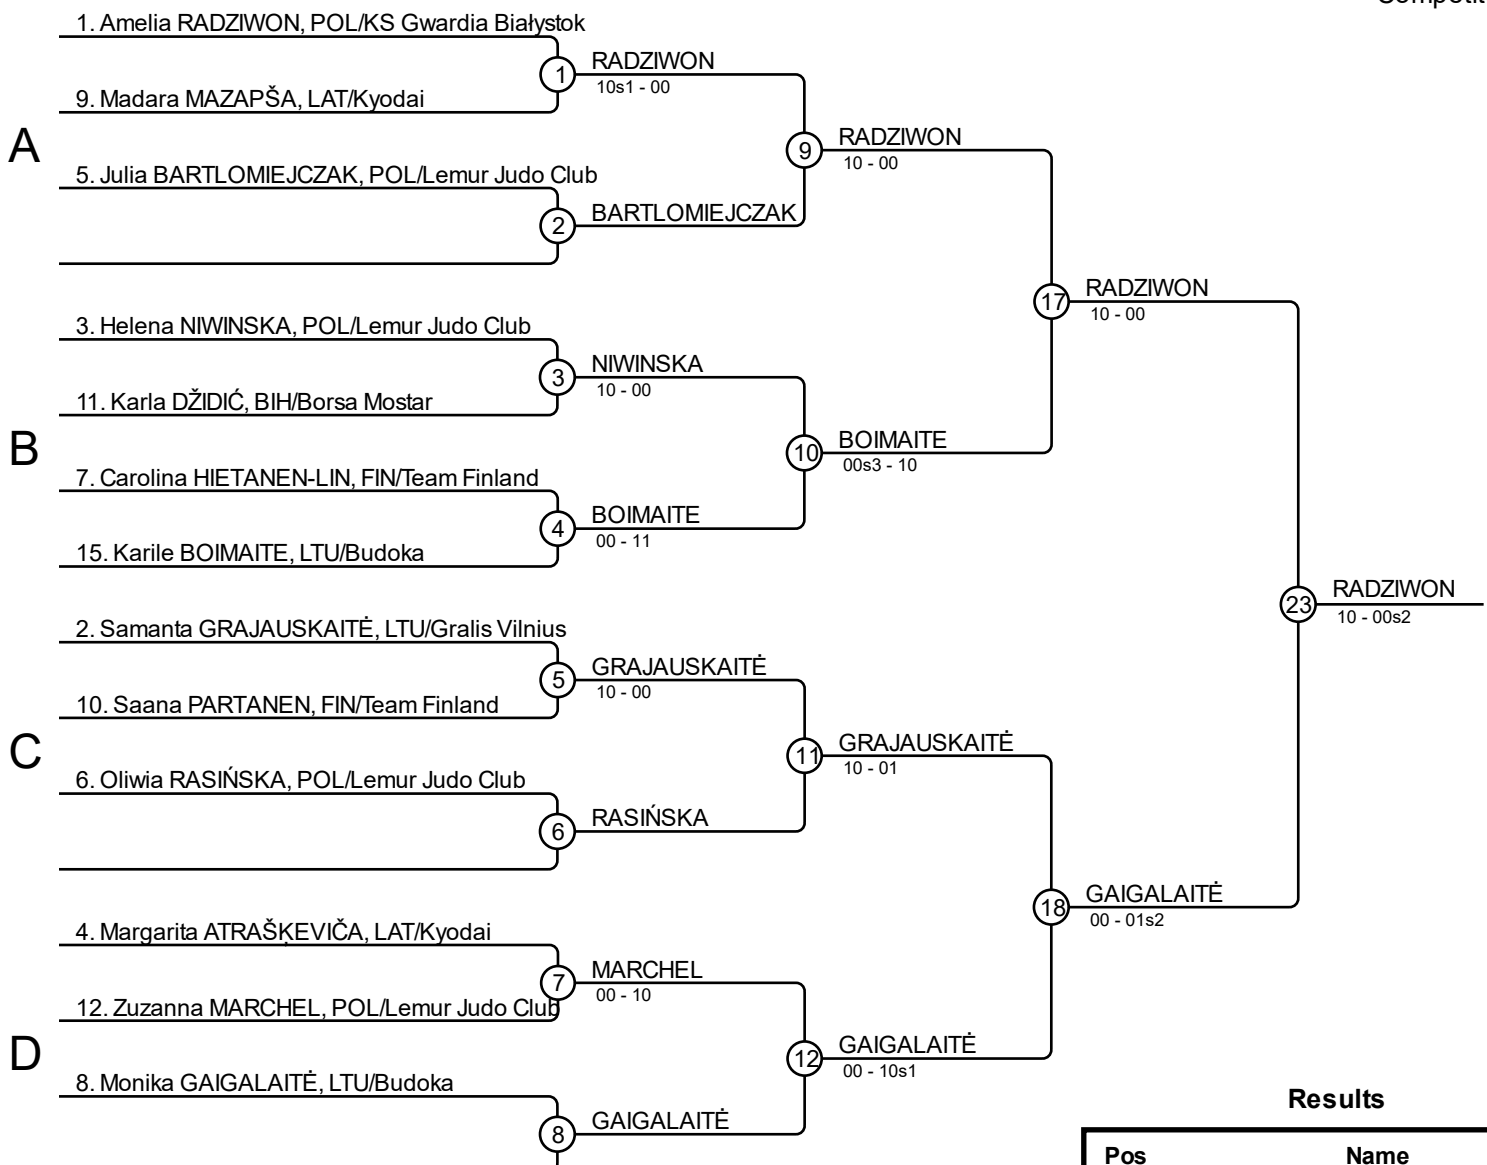 1. Amelia RADZIWON, POL/KS Gwardia Białystok
1
RADZIWON
10s1 - 00
9. Madara MAZAPŠA, LAT/Kyodai
A
9
RADZIWON
10 - 00
5. Julia BARTLOMIEJCZAK, POL/Lemur Judo Club
2
BARTLOMIEJCZAK
17
RADZIWON
10 - 00
3. Helena NIWINSKA, POL/Lemur Judo Club
3
NIWINSKA
10 - 00
11. Karla DŽIDIĆ, BIH/Borsa Mostar
B
10
BOIMAITE
00s3 - 10
7. Carolina HIETANEN-LIN, FIN/Team Finland
4
BOIMAITE
00 - 11
15. Karile BOIMAITE, LTU/Budoka
23
RADZIWON
10 - 00s2
2. Samanta GRAJAUSKAITĖ, LTU/Gralis Vilnius
5
GRAJAUSKAITĖ
10 - 00
10. Saana PARTANEN, FIN/Team Finland
C
11
GRAJAUSKAITĖ
10 - 01
6. Oliwia RASIŃSKA, POL/Lemur Judo Club
6
RASIŃSKA
18
GAIGALAITĖ
00 - 01s2
4. Margarita ATRAŠĶEVIČA, LAT/Kyodai
7
MARCHEL
00 - 10
12. Zuzanna MARCHEL, POL/Lemur Judo Club
D
12
GAIGALAITĖ
00 - 10s1
8. Monika GAIGALAITĖ, LTU/Budoka
8
GAIGALAITĖ
Results
Pos Name